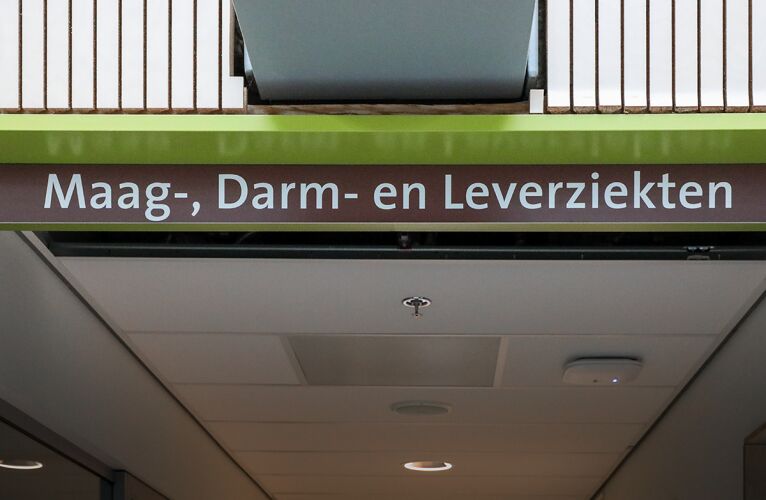 Maag-, Darm- en Leverziekten